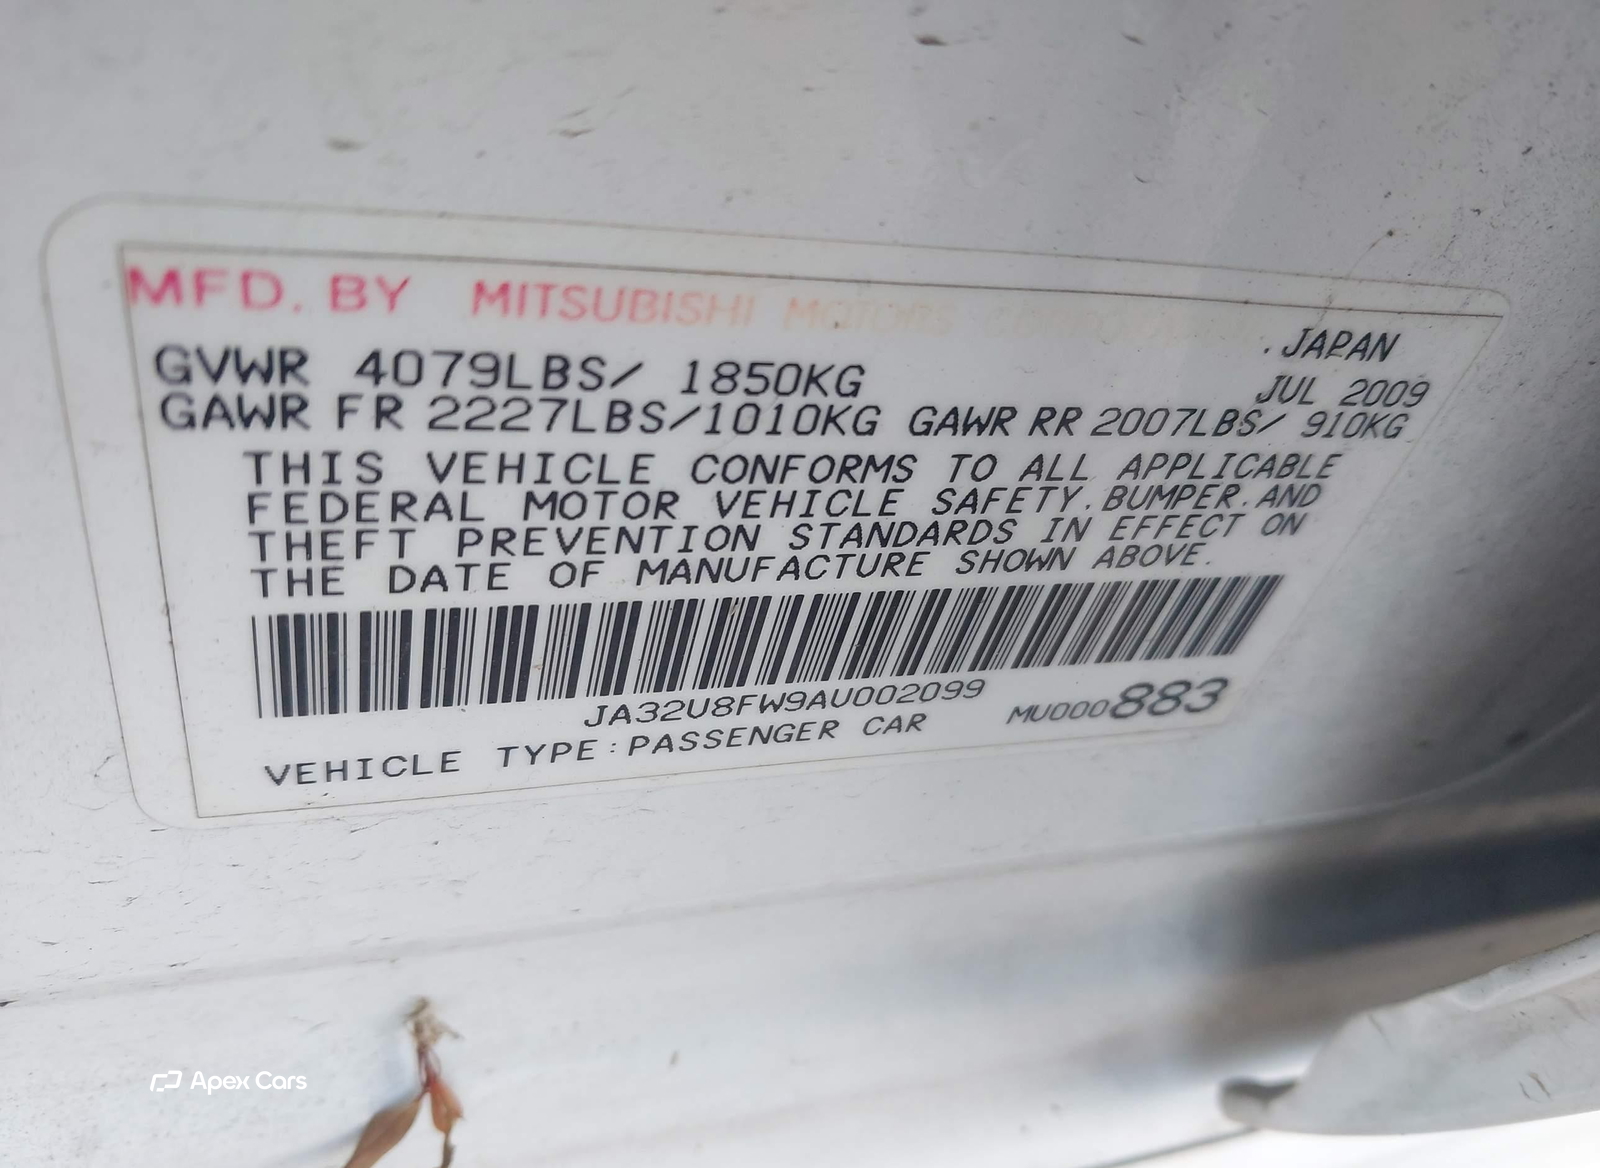 MFD. BY MITSUBISHI MOTORS CORPORATION
. JAPAN
GVWR 4079LBS/ 1850KG
JUL 2009
GAWR FR 2227LBS/1010KG GAWR RR 2007LBS/ 910KG
THIS VEHICLE CONFORMS TO ALL APPLICABLE
FEDERAL MOTOR VEHICLE SAFETY, BUMPER, AND
THEFT PREVENTION STANDARDS IN EFFECT ON
THE DATE OF MANUFACTURE SHOWN ABOVE.
JA32U8FW9AU002099
MU000883
VEHICLE TYPE:PASSENGER CAR
Apex Cars